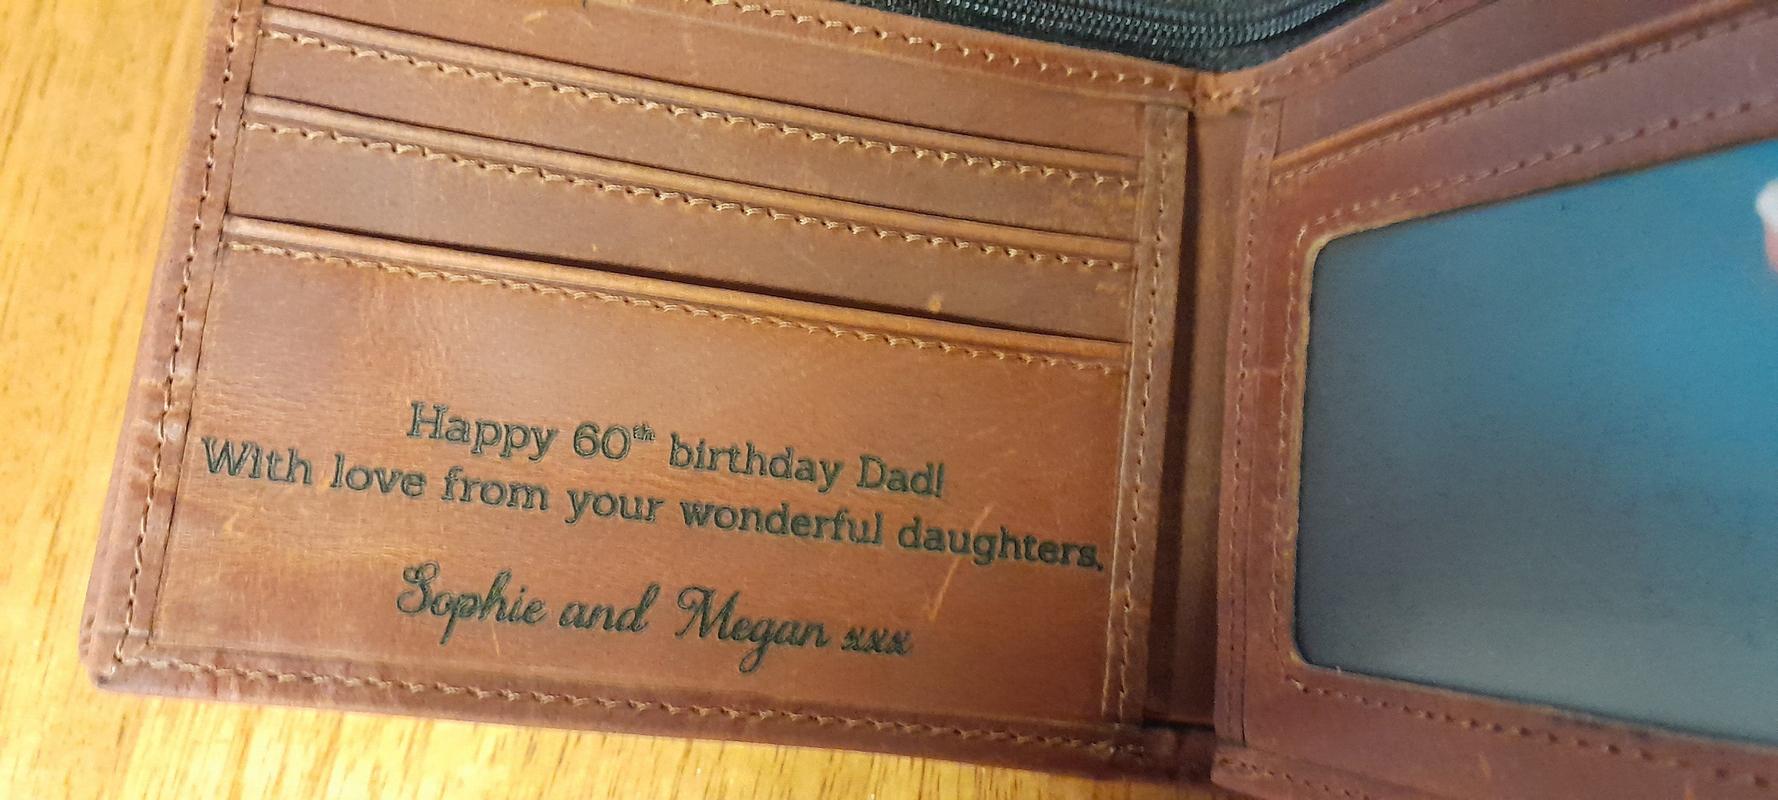 Happy 60th birthday Dad!
With love from your wonderful daughters,
Sophie and Megan xxx